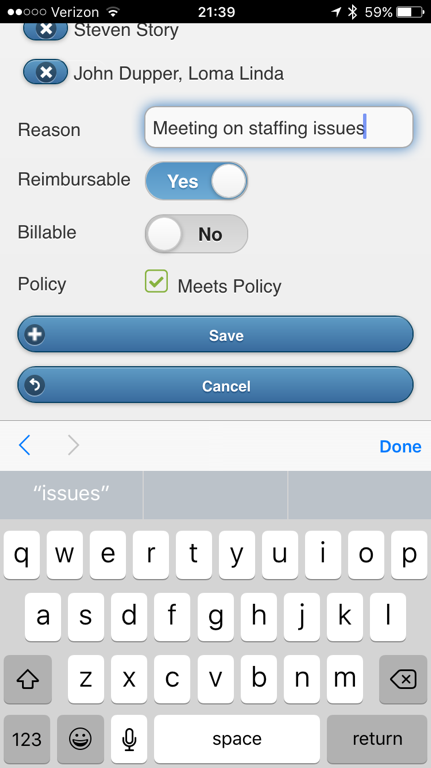 Verizon 21:39 59%
Steven Story
John Dupper, Loma Linda
Reason Meeting on staffing issues
Reimbursable Yes
Billable No
Policy Meets Policy
Save
Cancel
Done
“issues”
q w e r t y u i o p
a s d f g h j k l
z x c v b n m
123 space return